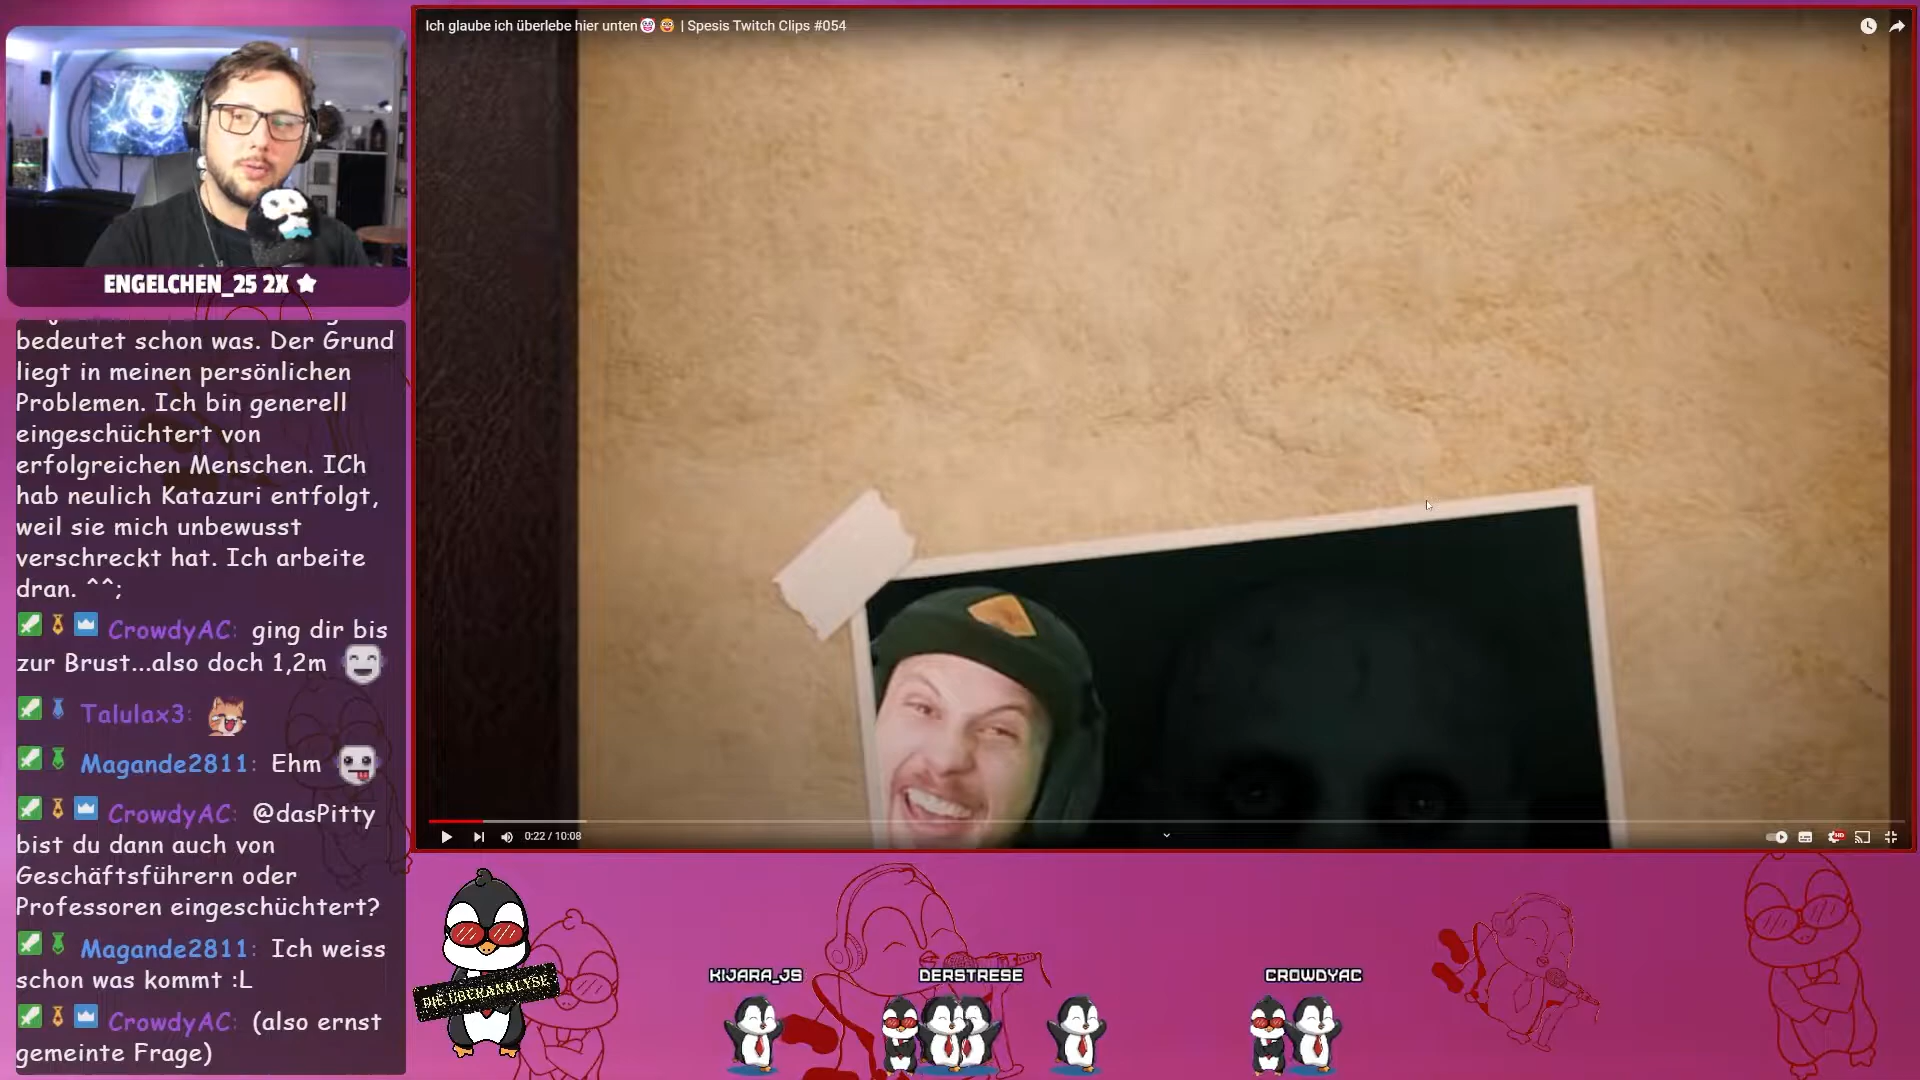 Ich glaube ich überlebe hier unten🤡 🤡 | Spesis Twitch Clips #054
ENGELCHEN_25 2X ★
bedeutet schon was. Der Grund
liegt in meinen persönlichen
Problemen. Ich bin generell
eingeschüchtert von
erfolgreichen Menschen. ICh
hab neulich Katazuri entfolgt,
weil sie mich unbewusst
verschreckt hat. Ich arbeite
dran. ^^;
CrowdyAC: ging dir bis
zur Brust...also doch 1,2m
Talulax3:
Magande2811: Ehm
CrowdyAC: @dasPitty
bist du dann auch von
Geschäftsführern oder
Professoren eingeschüchtert?
Magande2811: Ich weiss
schon was kommt :L
CrowdyAC: (also ernst
gemeinte Frage)
0:22 / 10:08
HD
DIE ÜBERANALYSE
KIJARA_JS
DERSTRESE
CROWDYAC